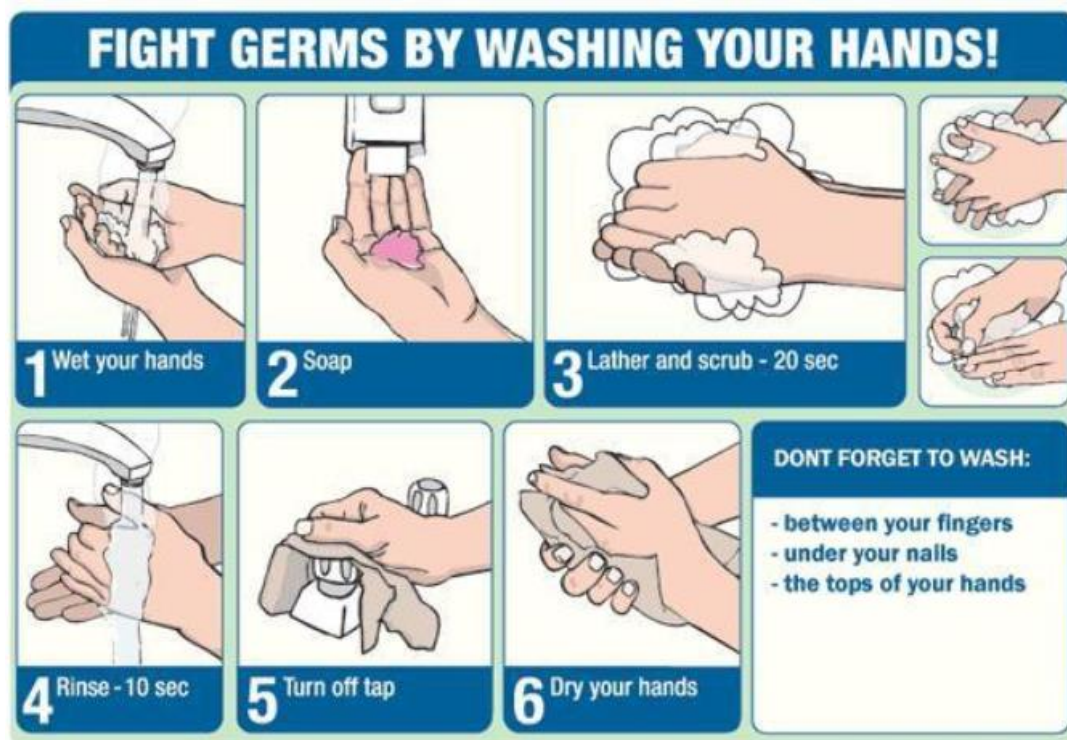 FIGHT GERMS BY WASHING YOUR HANDS!
1 Wet your hands
2 Soap
3 Lather and scrub - 20 sec
4 Rinse - 10 sec
5 Turn off tap
6 Dry your hands
DONT FORGET TO WASH:
- between your fingers
- under your nails
- the tops of your hands